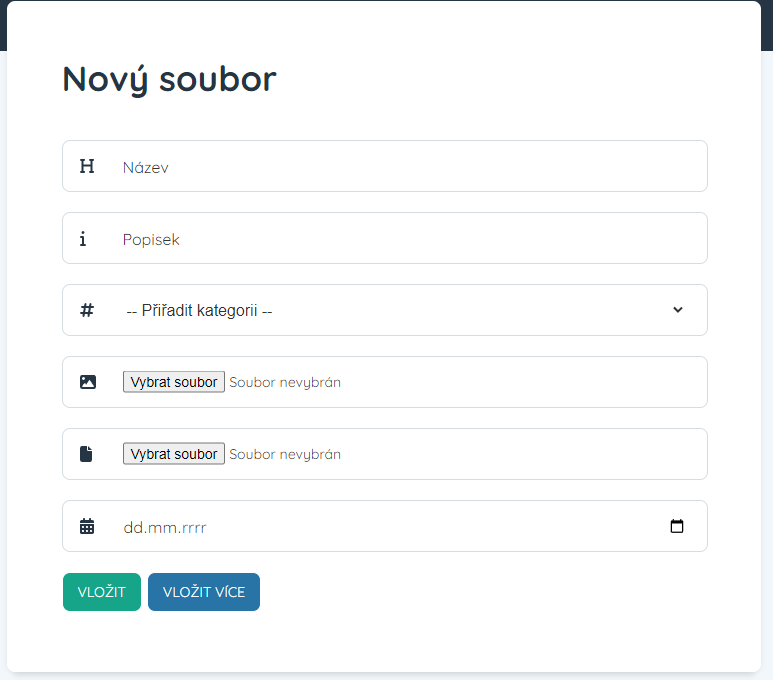 Nový soubor
Název
Popisek
-- Přiřadit kategorii --
Vybrat soubor Soubor nevybrán
Vybrat soubor Soubor nevybrán
dd.mm.rrrr
VLOŽIT VLOŽIT VÍCE